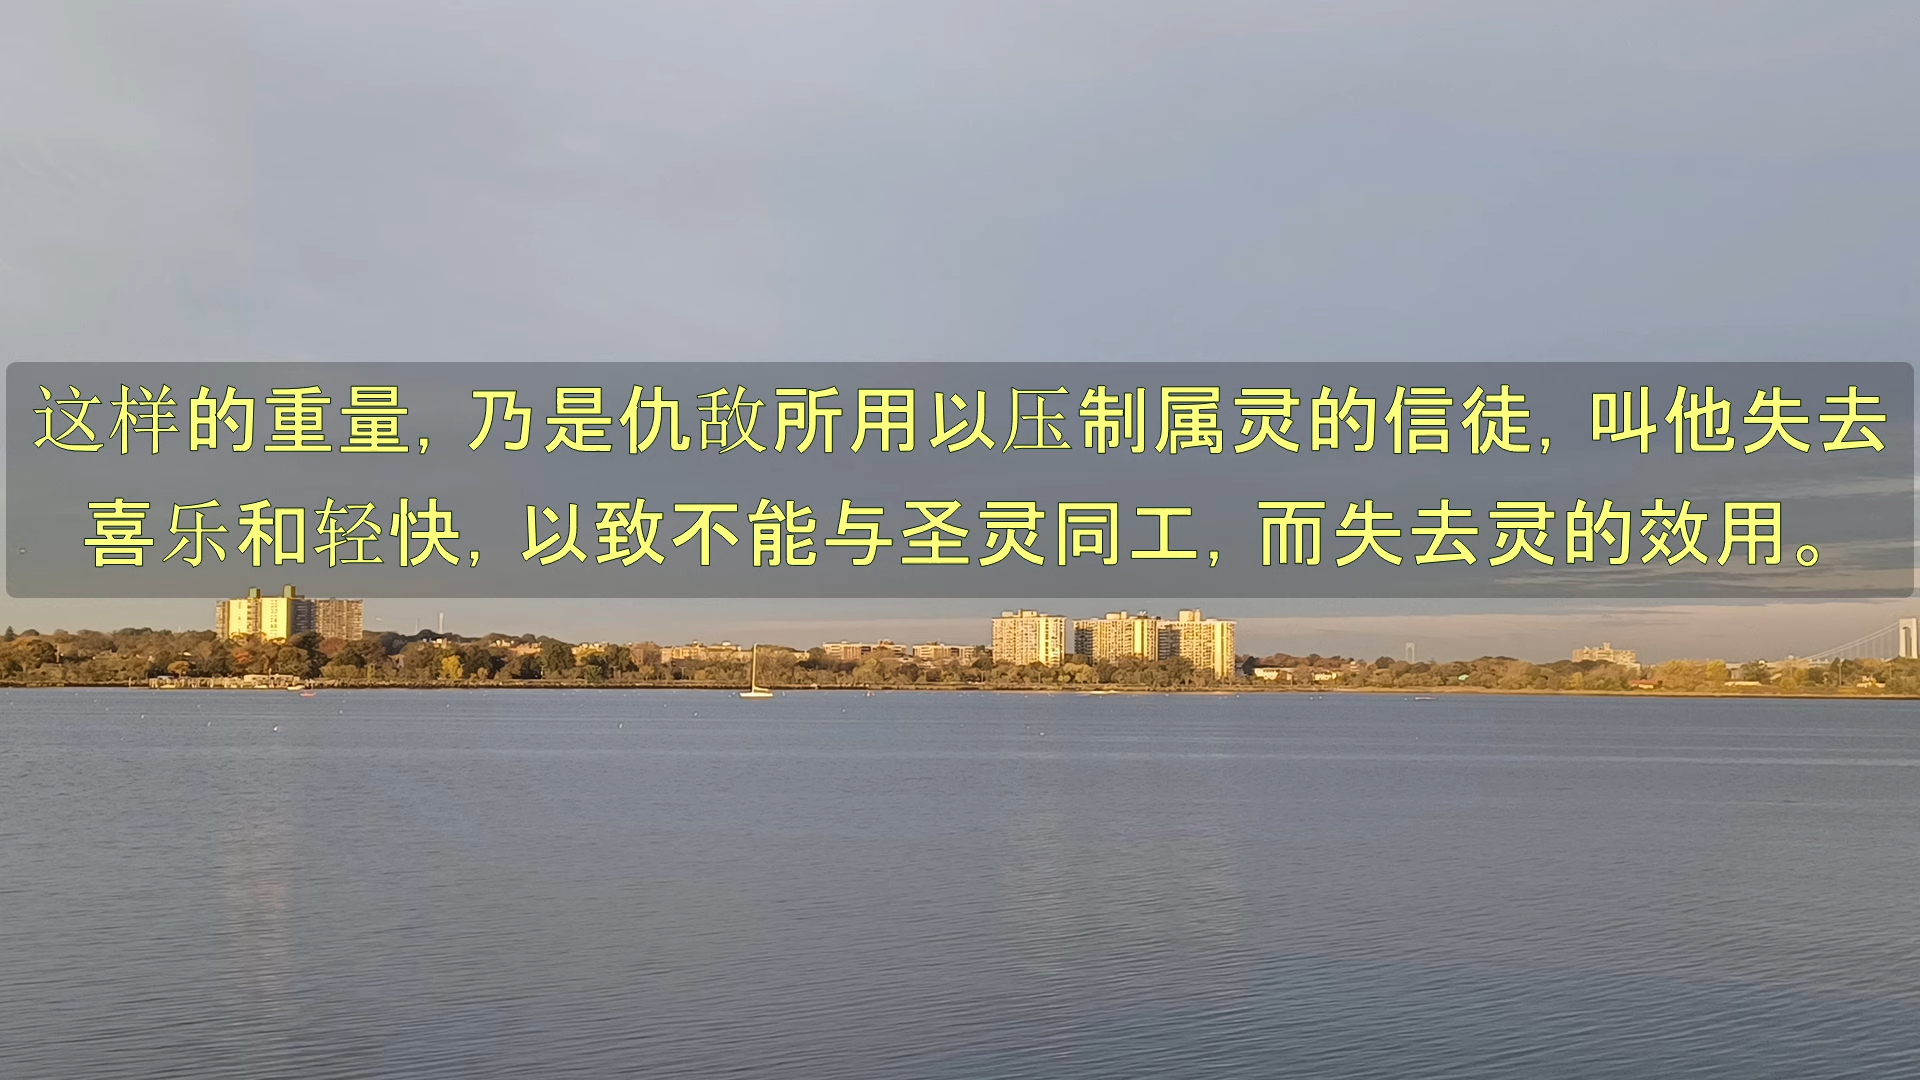 这样的重量, 乃是仇敌所用以压制属灵的信徒, 叫他失去
喜乐和轻快, 以致不能与圣灵同工, 而失去灵的效用。